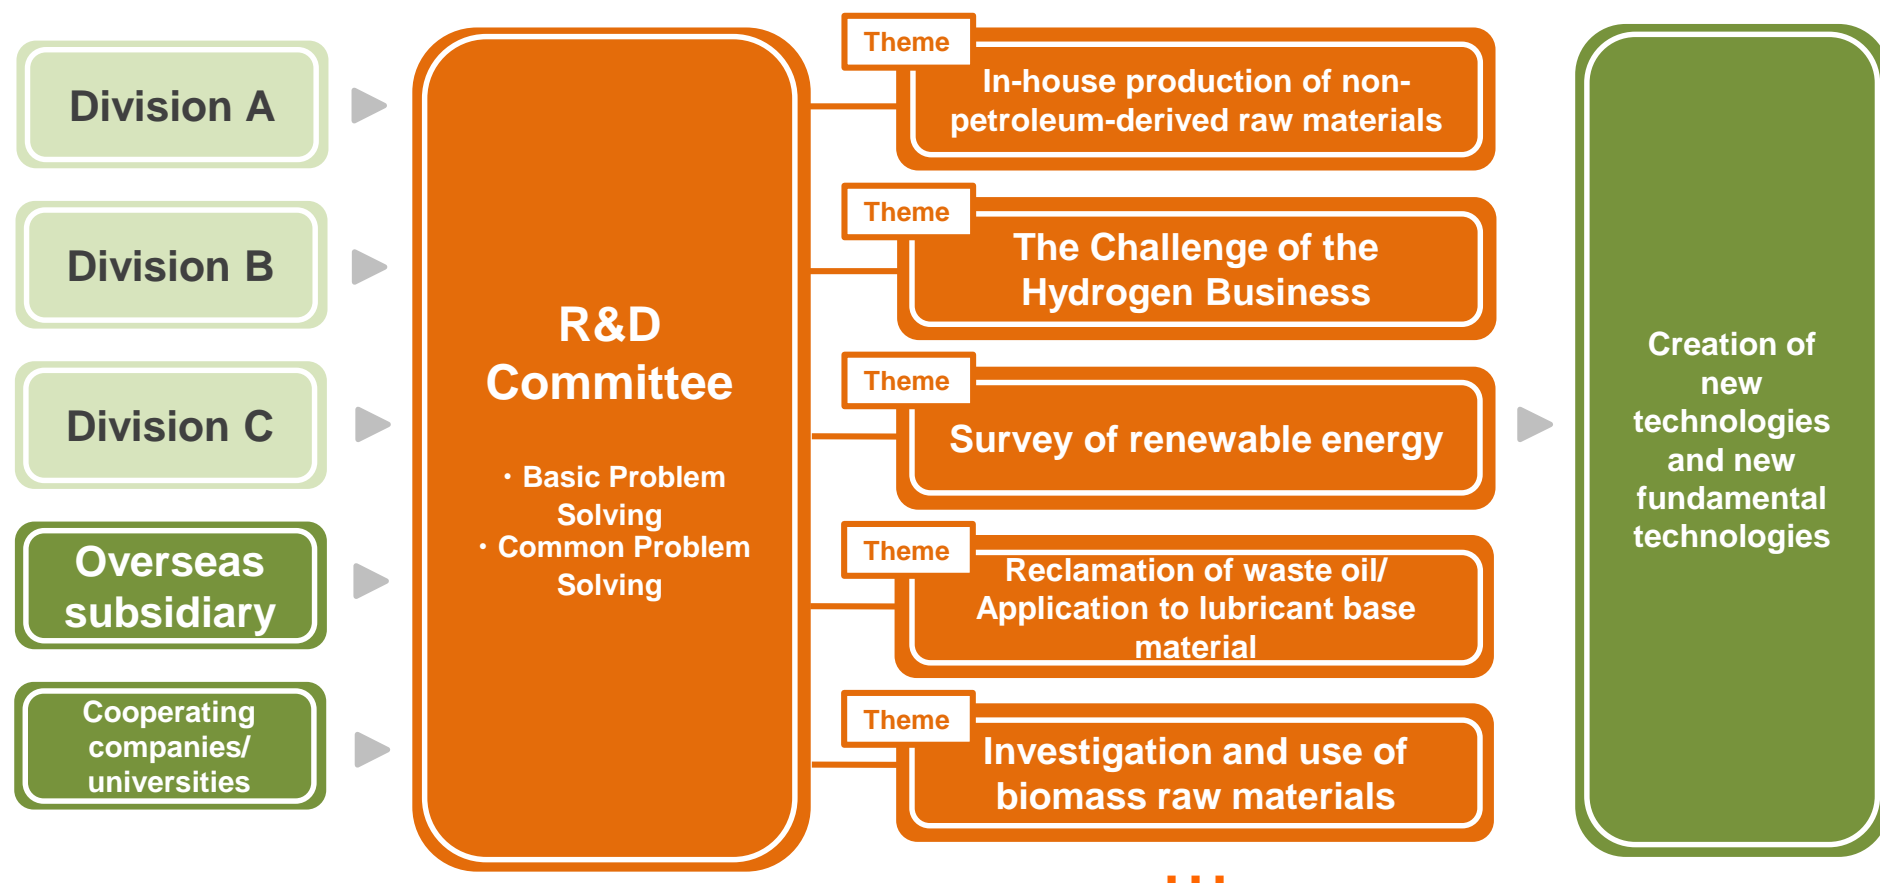 Division A
Division B
Division C
Overseas
subsidiary
Cooperating
companies/
universities
R&D
Committee
・Basic Problem
Solving
・Common Problem
Solving
Theme
In-house production of non-
petroleum-derived raw materials
Theme
The Challenge of the
Hydrogen Business
Theme
Survey of renewable energy
Theme
Reclamation of waste oil/
Application to lubricant base
material
Theme
Investigation and use of
biomass raw materials
...
Creation of
new
technologies
and new
fundamental
technologies